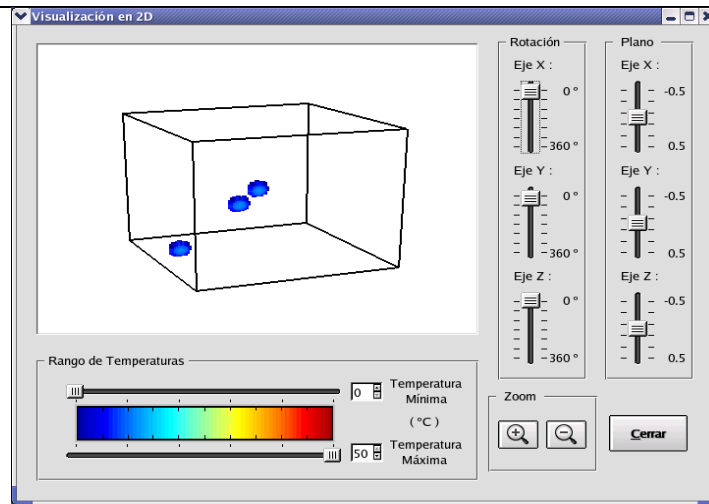 Visualización en 2D
Rotación
Eje X :
0 °
360 °
Eje Y :
0 °
360 °
Eje Z :
0 °
360 °
Plano
Eje X :
-0.5
0.5
Eje Y :
-0.5
0.5
Eje Z :
-0.5
0.5
Rango de Temperaturas
0
Temperatura
Mínima
( °C )
50
Temperatura
Máxima
Zoom
Cerrar